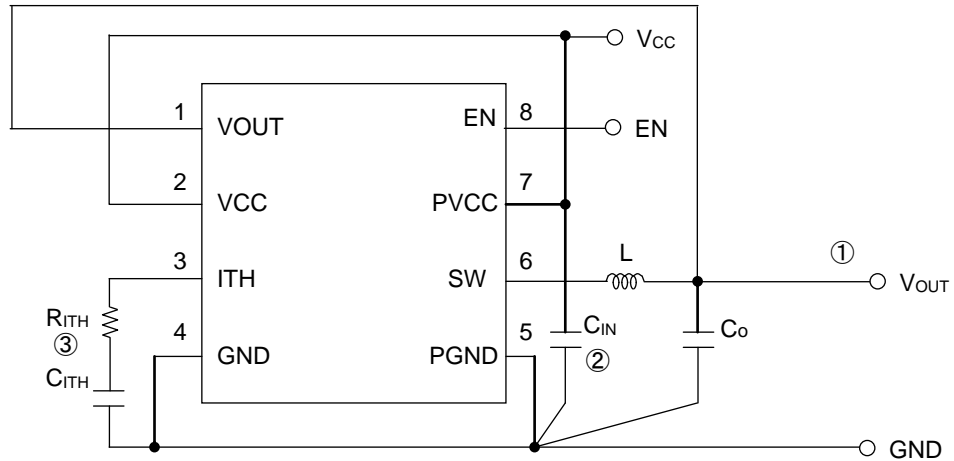 VCC
1
VOUT
EN
8
EN
2
VCC
PVCC
7
3
ITH
SW
6
L
①
VOUT
RITH
③
CITH
4
GND
PGND
5
CIN
②
Co
GND